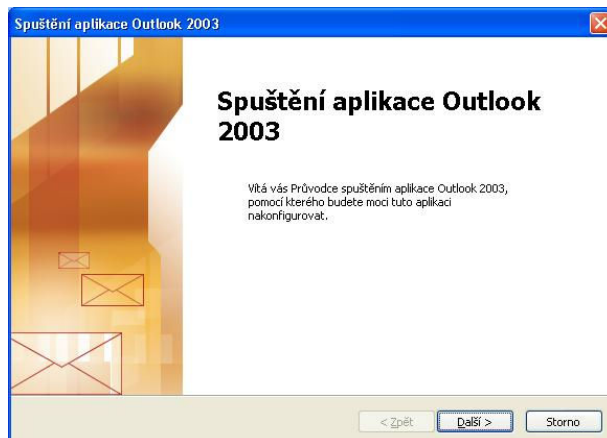 Spuštění aplikace Outlook 2003
Spuštění aplikace Outlook
2003
Vítá vás Průvodce spuštěním aplikace Outlook 2003,
pomocí kterého budete moci tuto aplikaci
nakonfigurovat.
< Zpět Další > Storno